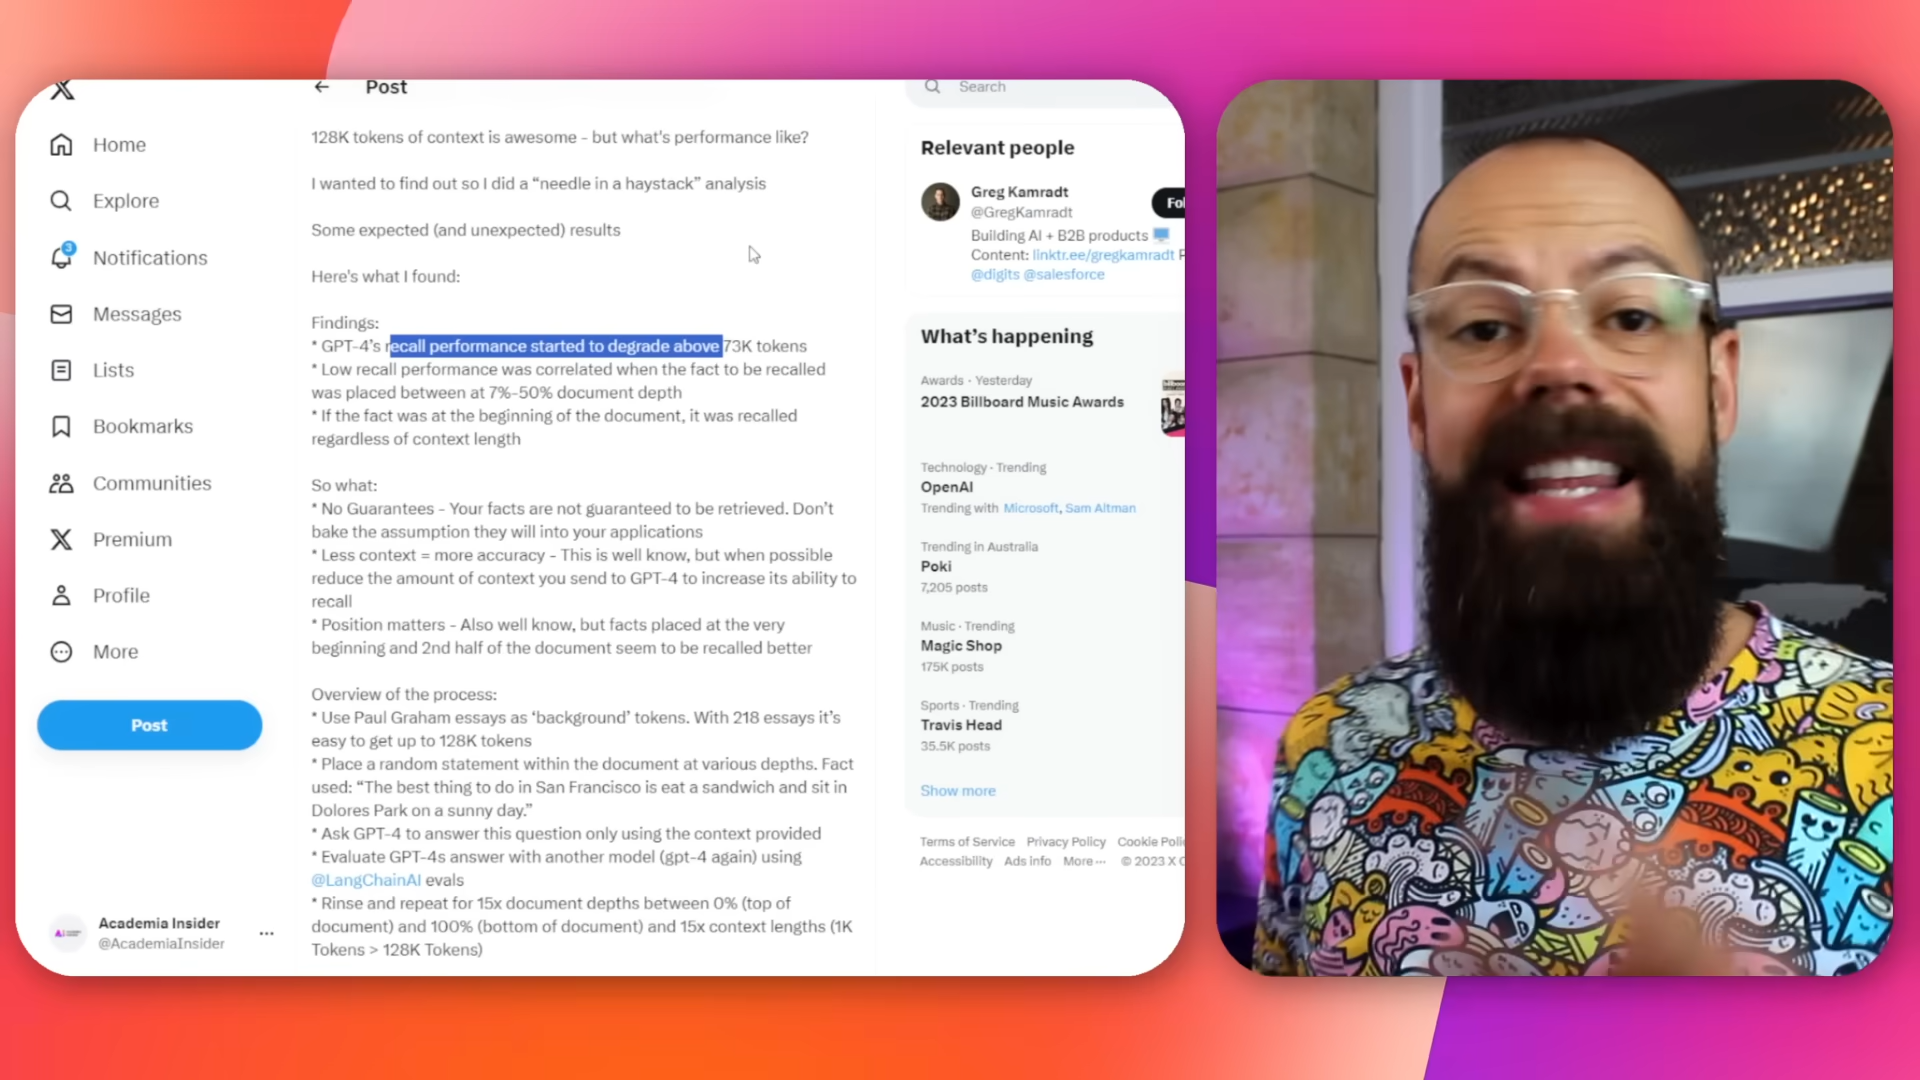 Post
Search
Home
Explore
3
Notifications
Messages
Lists
Bookmarks
Communities
Premium
Profile
More
Post
Academia Insider
@AcademiaInsider
128K tokens of context is awesome - but what's performance like?
I wanted to find out so I did a “needle in a haystack” analysis
Some expected (and unexpected) results
Here's what I found:
Findings:
* GPT-4’s recall performance started to degrade above 73K tokens
* Low recall performance was correlated when the fact to be recalled
was placed between at 7%-50% document depth
* If the fact was at the beginning of the document, it was recalled
regardless of context length
So what:
* No Guarantees - Your facts are not guaranteed to be retrieved. Don’t
bake the assumption they will into your applications
* Less context = more accuracy - This is well know, but when possible
reduce the amount of context you send to GPT-4 to increase its ability to
recall
* Position matters - Also well know, but facts placed at the very
beginning and 2nd half of the document seem to be recalled better
Overview of the process:
* Use Paul Graham essays as ‘background’ tokens. With 218 essays it’s
easy to get up to 128K tokens
* Place a random statement within the document at various depths. Fact
used: “The best thing to do in San Francisco is eat a sandwich and sit in
Dolores Park on a sunny day.”
* Ask GPT-4 to answer this question only using the context provided
* Evaluate GPT-4s answer with another model (gpt-4 again) using
@LangChainAI evals
* Rinse and repeat for 15x document depths between 0% (top of
document) and 100% (bottom of document) and 15x context lengths (1K
Tokens > 128K Tokens)
Relevant people
Greg Kamradt
@GregKamradt
Fol
Building AI + B2B products
Content: linktr.ee/gregkamradt
@digits @salesforce
What’s happening
Awards · Yesterday
2023 Billboard Music Awards
Technology · Trending
OpenAI
Trending with Microsoft, Sam Altman
Trending in Australia
Poki
7,205 posts
Music · Trending
Magic Shop
175K posts
Sports · Trending
Travis Head
35.5K posts
Show more
Terms of Service Privacy Policy Cookie Poli
Accessibility Ads info More ··· © 2023 X C